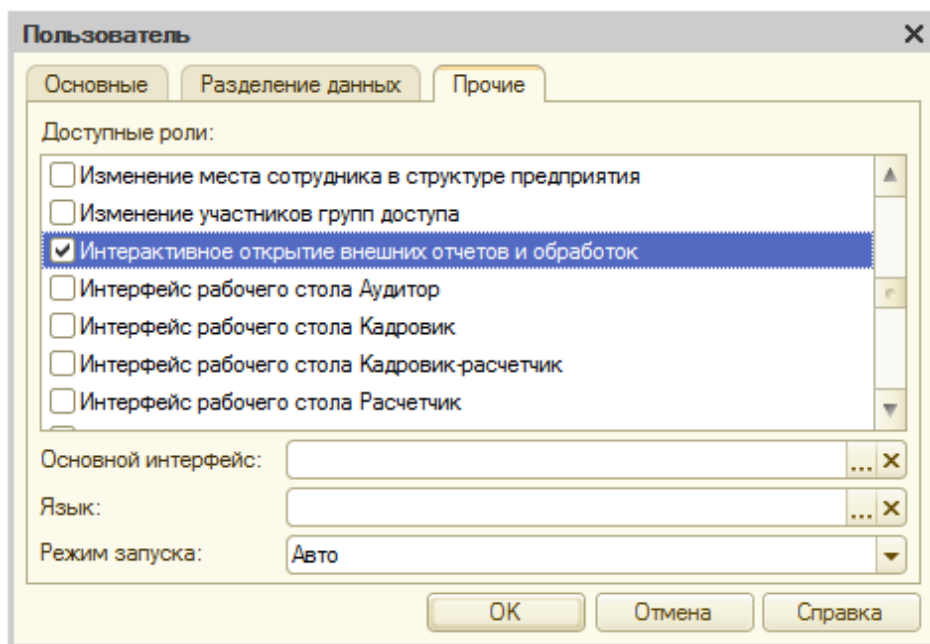 Пользователь
Основные
Разделение данных
Прочие
Доступные роли:
Изменение места сотрудника в структуре предприятия
Изменение участников групп доступа
Интерактивное открытие внешних отчетов и обработок
Интерфейс рабочего стола Аудитор
Интерфейс рабочего стола Кадровик
Интерфейс рабочего стола Кадровик-расчетчик
Интерфейс рабочего стола Расчетчик
Основной интерфейс:
...
Язык:
...
Режим запуска:
Авто
ОК
Отмена
Справка